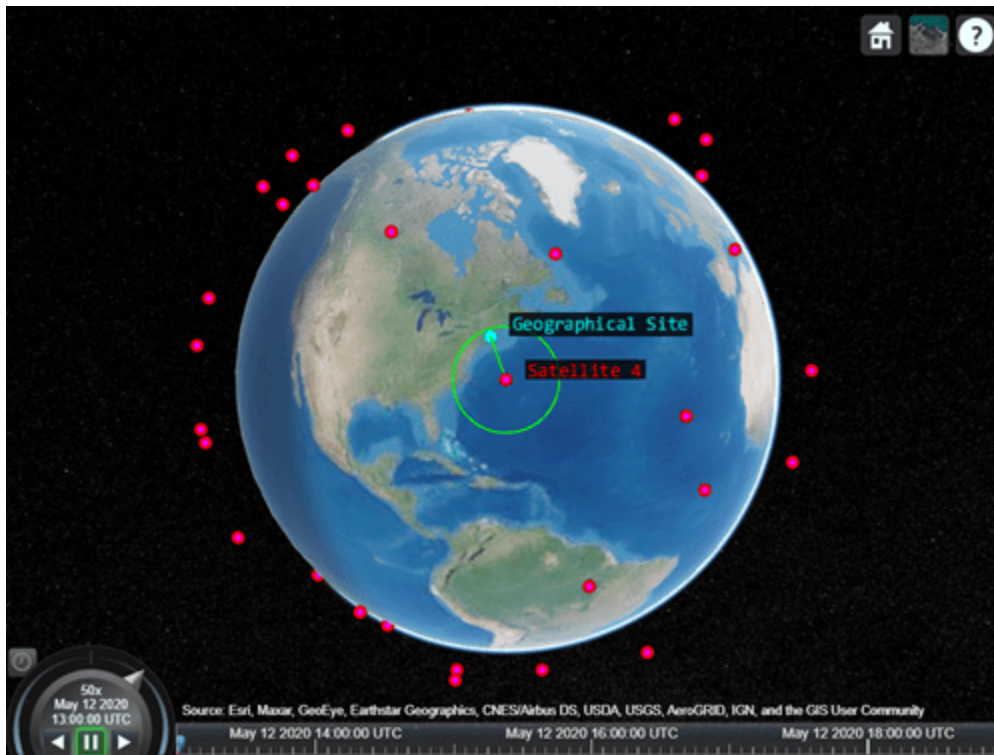 ?
Geographical Site
Satellite 4
50x
May 12 2020
13:00:00 UTC
Source: Esri, Maxar, GeoEye, Earthstar Geographics, CNES/Airbus DS, USDA, USGS, AeroGRID, IGN, and the GIS User Community
May 12 2020 14:00:00 UTC
May 12 2020 16:00:00 UTC
May 12 2020 18:00:00 UTC